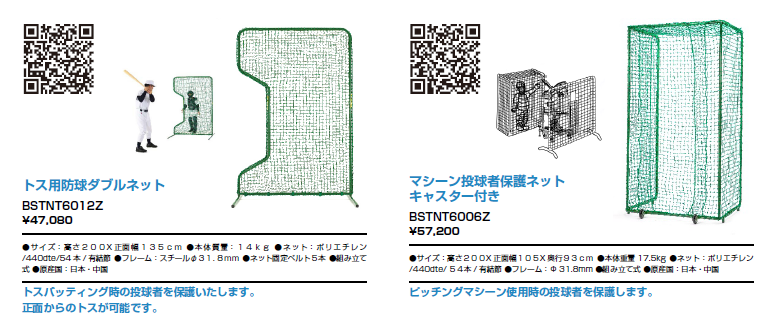 トス用防球ダブルネット
BSTNT6012Z
¥47,080
●サイズ：高さ２００X正面幅１３５ｃｍ ●本体質量：１４ｋｇ ●ネット：ポリエチレン
/440dte/54本/有結節 ●フレーム：スチールφ３１.８mm ●ネット固定ベルト5本 ●組み立て
式 ●原産国：日本・中国
トスバッティング時の投球者を保護いたします。
正面からのトスが可能です。
マシーン投球者保護ネット
キャスター付き
BSTNT6006Z
¥57,200
●サイズ：高さ２００X正面幅１０５X奥行９３ｃｍ ●本体重量 17.5kg ●ネット：ポリエチレン
/440dte/５４本/有結節 ●フレーム：Φ31.8mm ●組み立て式 ●原産国：日本・中国
ピッチングマシーン使用時の投球者を保護します。